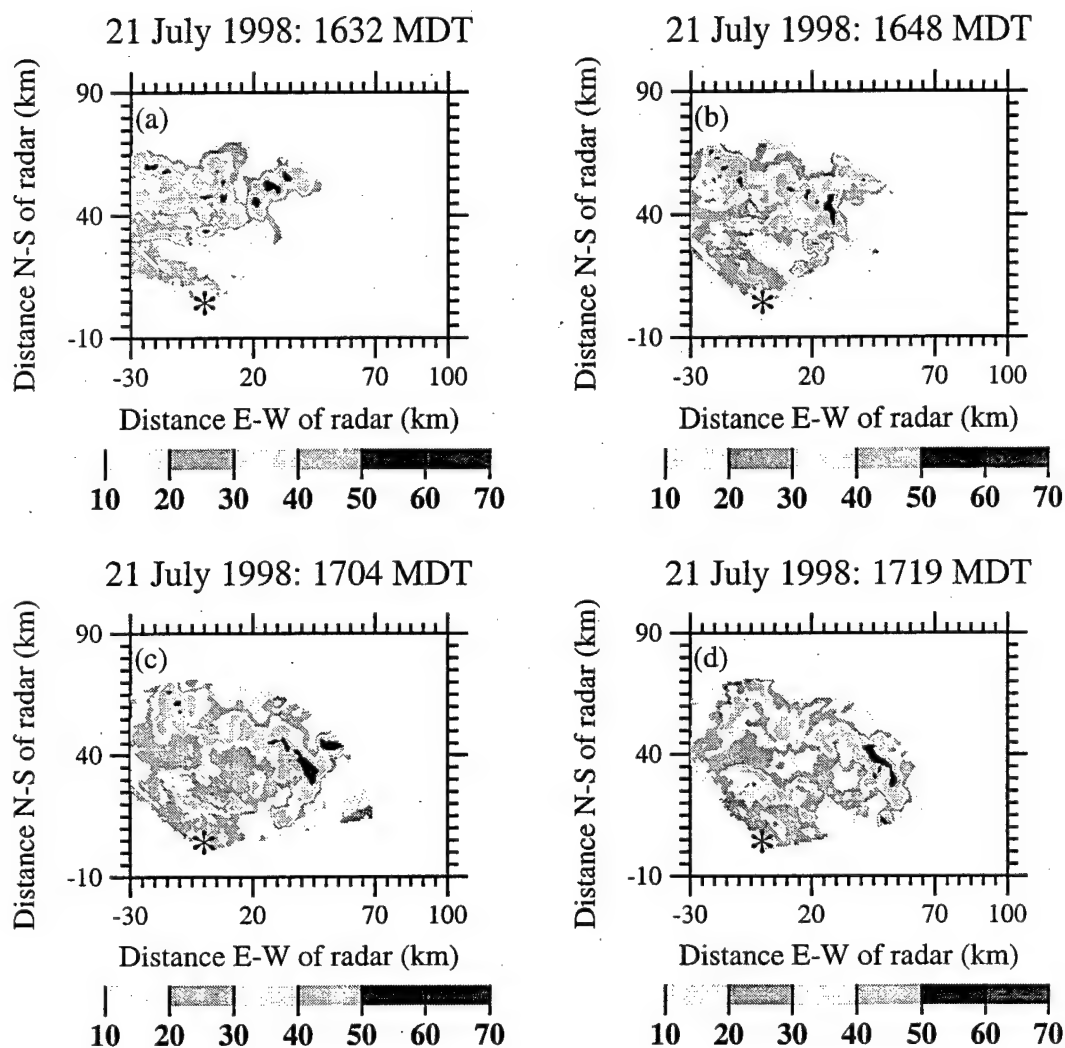 21 July 1998: 1632 MDT
Distance N-S of radar (km)
90
40
-10
(a)
-30 20 70 100
Distance E-W of radar (km)
10 20 30 40 50 60 70
21 July 1998: 1648 MDT
Distance N-S of radar (km)
90
40
-10
(b)
-30 20 70 100
Distance E-W of radar (km)
10 20 30 40 50 60 70
21 July 1998: 1704 MDT
Distance N-S of radar (km)
90
40
-10
(c)
-30 20 70 100
Distance E-W of radar (km)
10 20 30 40 50 60 70
21 July 1998: 1719 MDT
Distance N-S of radar (km)
90
40
-10
(d)
-30 20 70 100
Distance E-W of radar (km)
10 20 30 40 50 60 70